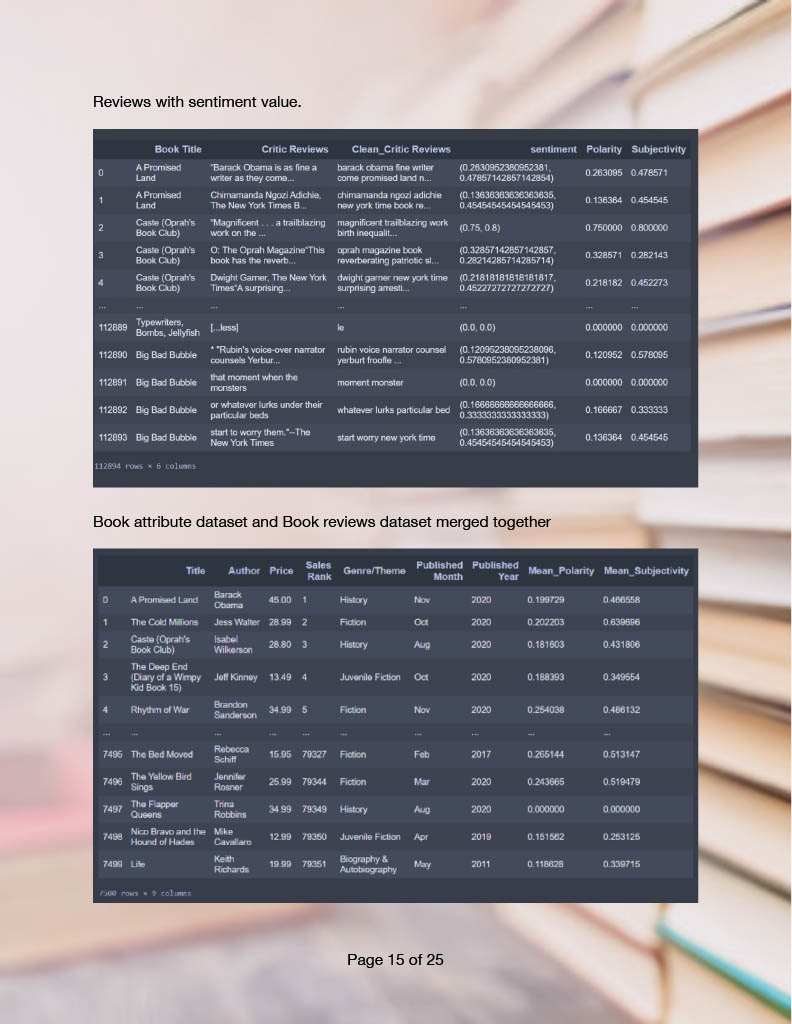 Reviews with sentiment value.
Book Title Critic Reviews Clean_Critic Reviews sentiment Polarity Subjectivity
0 A Promised Land "Barack Obama is as fine a writer as they come... barack obama fine writer come promised land n... (0.2630952380952381, 0.47857142857142854) 0.263095 0.478571
1 A Promised Land Chimamanda Ngozi Adichie, The New York Times B... chimamanda ngozi adichie new york time book re... (0.13636363636363635, 0.45454545454545453) 0.136364 0.454545
2 Caste (Oprah's Book Club) "Magnificent . . . a trailblazing work on the ... magnificent trailblazing work birth inequalit... (0.75, 0.8) 0.750000 0.800000
3 Caste (Oprah's Book Club) O: The Oprah Magazine"This book has the reverb... oprah magazine book reverberating patriotic sl... (0.32857142857142857, 0.28214285714285714) 0.328571 0.282143
4 Caste (Oprah's Book Club) Dwight Garner, The New York Times"A surprising... dwight garner new york time surprising arresti... (0.21818181818181817, 0.45227272727272727) 0.218182 0.452273
... ... ... ... ... ... ...
112889 Typewriters, Bombs, Jellyfish [...less] le (0.0, 0.0) 0.000000 0.000000
112890 Big Bad Bubble * "Rubin's voice-over narrator counsels Yerbur... rubin voice narrator counsel yerburt froofle ... (0.12095238095238096, 0.5780952380952381) 0.120952 0.578095
112891 Big Bad Bubble that moment when the monsters moment monster (0.0, 0.0) 0.000000 0.000000
112892 Big Bad Bubble or whatever lurks under their particular beds whatever lurks particular bed (0.16666666666666666, 0.3333333333333333) 0.166667 0.333333
112893 Big Bad Bubble start to worry them."--The New York Times start worry new york time (0.13636363636363635, 0.45454545454545453) 0.136364 0.454545
112894 rows × 6 columns
Book attribute dataset and Book reviews dataset merged together
Title Author Price Sales Rank Genre/Theme Published Month Published Year Mean_Polarity Mean_Subjectivity
0 A Promised Land Barack Obama 45.00 1 History Nov 2020 0.199729 0.466558
1 The Cold Millions Jess Walter 28.99 2 Fiction Oct 2020 0.202203 0.639696
2 Caste (Oprah's Book Club) Isabel Wilkerson 28.80 3 History Aug 2020 0.181603 0.431806
3 The Deep End (Diary of a Wimpy Kid Book 15) Jeff Kinney 13.49 4 Juvenile Fiction Oct 2020 0.188393 0.349554
4 Rhythm of War Brandon Sanderson 34.99 5 Fiction Nov 2020 0.254038 0.486132
... ... ... ... ... ... ... ... ... ...
7495 The Bed Moved Rebecca Schiff 15.95 79327 Fiction Feb 2017 0.265144 0.513147
7496 The Yellow Bird Sings Jennifer Rosner 25.99 79344 Fiction Mar 2020 0.243665 0.519479
7497 The Flapper Queens Trina Robbins 34.99 79349 History Aug 2020 0.000000 0.000000
7498 Nico Bravo and the Hound of Hades Mike Cavallaro 12.99 79350 Juvenile Fiction Apr 2019 0.151562 0.253125
7499 Life Keith Richards 19.99 79351 Biography & Autobiography May 2011 0.118628 0.339715
7500 rows × 9 columns
Page 15 of 25